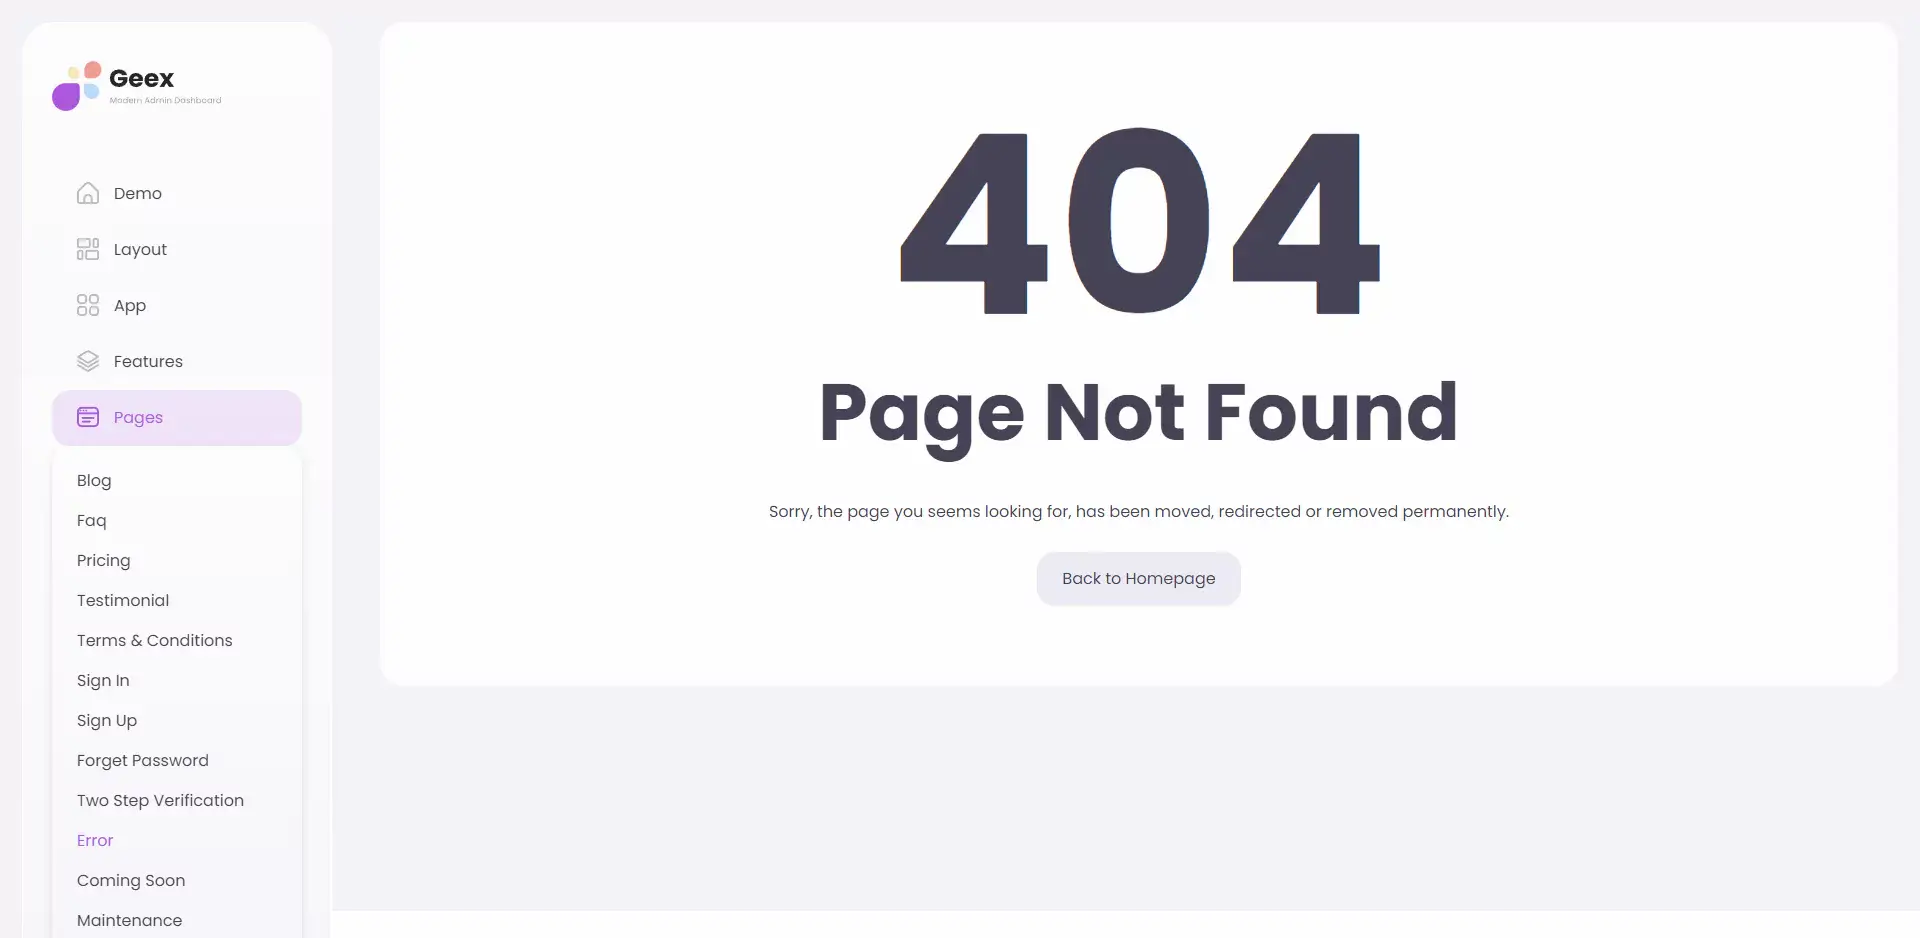 Geex
Modern Admin Dashboard
Demo
Layout
App
Features
Pages
Blog
Faq
Pricing
Testimonial
Terms & Conditions
Sign In
Sign Up
Forget Password
Two Step Verification
Error
Coming Soon
Maintenance
404
Page Not Found
Sorry, the page you seems looking for, has been moved, redirected or removed permanently.
Back to Homepage